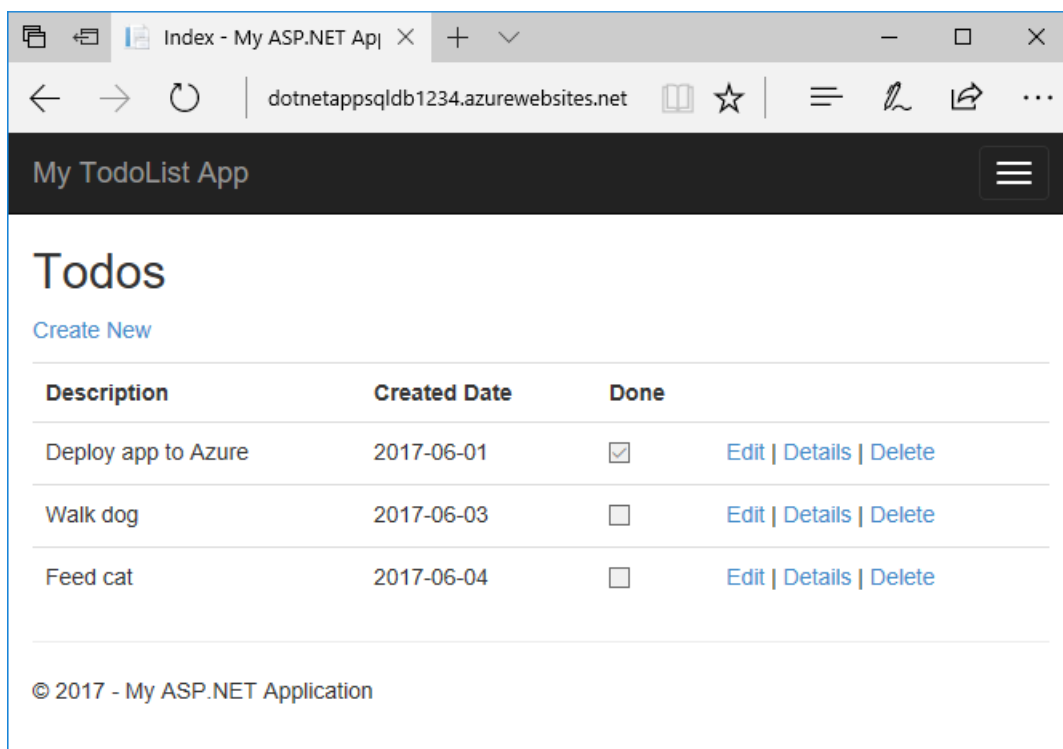 Index - My ASP.NET Ap
dotnetappsqldb1234.azurewebsites.net
My TodoList App
Todos
Create New
Description Created Date Done
Deploy app to Azure 2017-06-01 Edit | Details | Delete
Walk dog 2017-06-03 Edit | Details | Delete
Feed cat 2017-06-04 Edit | Details | Delete
© 2017 - My ASP.NET Application